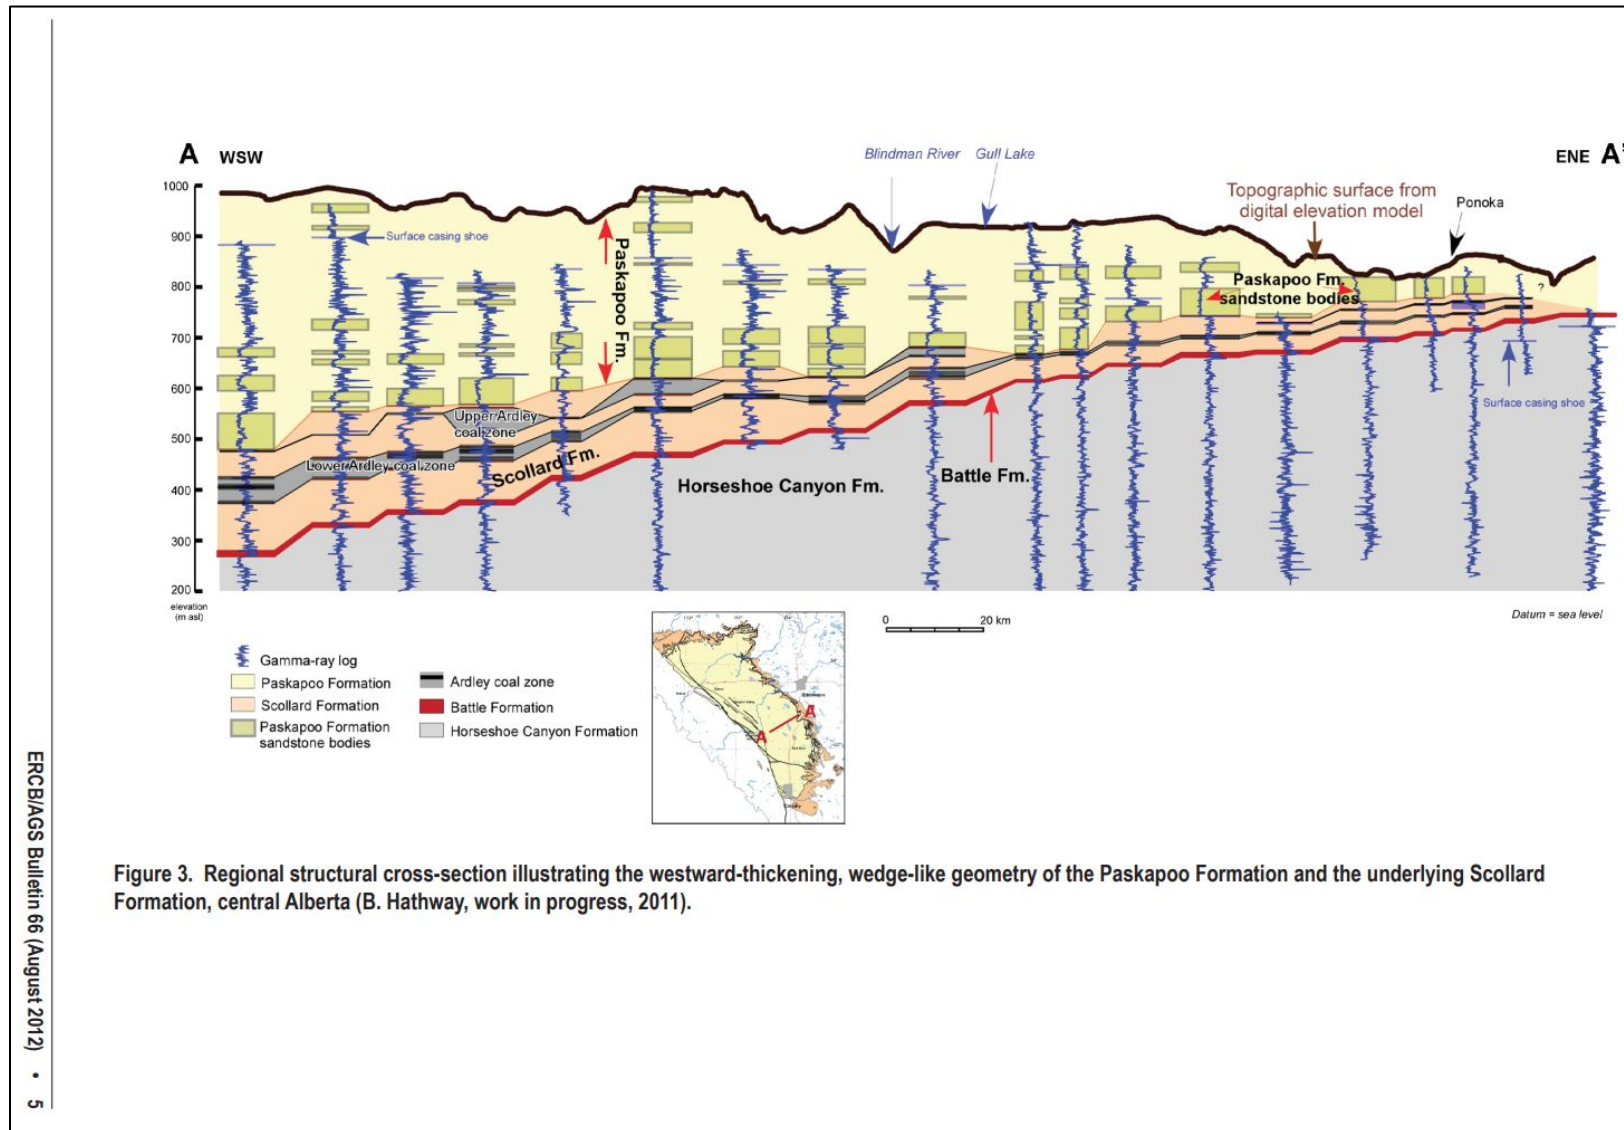 A WSW
ENE A'
Blindman River
Gull Lake
Topographic surface from
digital elevation model
Ponoka
1000
900
800
700
600
500
400
300
200
elevation
(m asl)
Surface casing shoe
Paskapoo Fm.
Paskapoo Fm.
sandstone bodies
?
Upper Ardley
coal zone
Lower Ardley coal zone
Scollard Fm.
Horseshoe Canyon Fm.
Battle Fm.
Surface casing shoe
Datum = sea level
0 20 km
Gamma-ray log
Paskapoo Formation
Scollard Formation
Paskapoo Formation
sandstone bodies
Ardley coal zone
Battle Formation
Horseshoe Canyon Formation
A
A'
Figure 3. Regional structural cross-section illustrating the westward-thickening, wedge-like geometry of the Paskapoo Formation and the underlying Scollard
Formation, central Alberta (B. Hathway, work in progress, 2011).
ERCB/AGS Bulletin 66 (August 2012) • 5